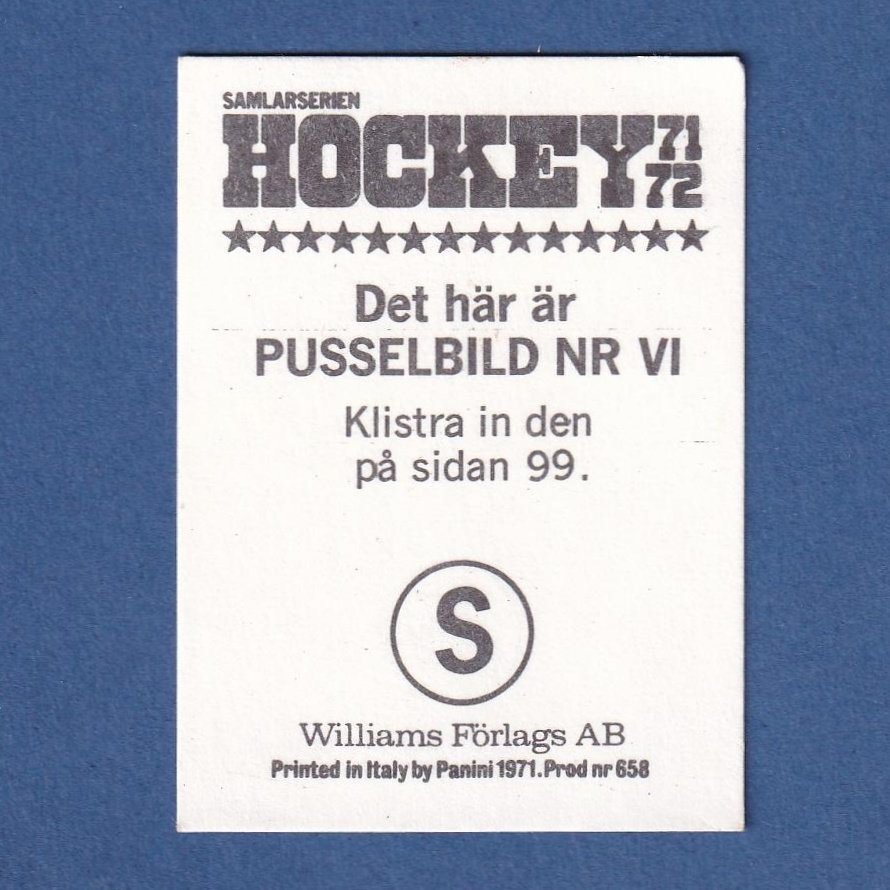 SAMLARSERIEN
HOCKEY 71
72
Det här är
PUSSELBILD NR VI
Klistra in den
på sidan 99.
S
Williams Förlags AB
Printed in Italy by Panini 1971. Prod nr 658